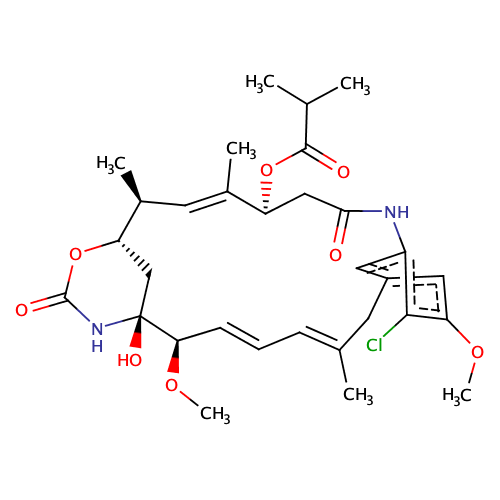 H₃C CH₃
CH₃ O O
H₃C
NH
O O
O N
H HO Cl
O O
CH₃ CH₃ H₃C